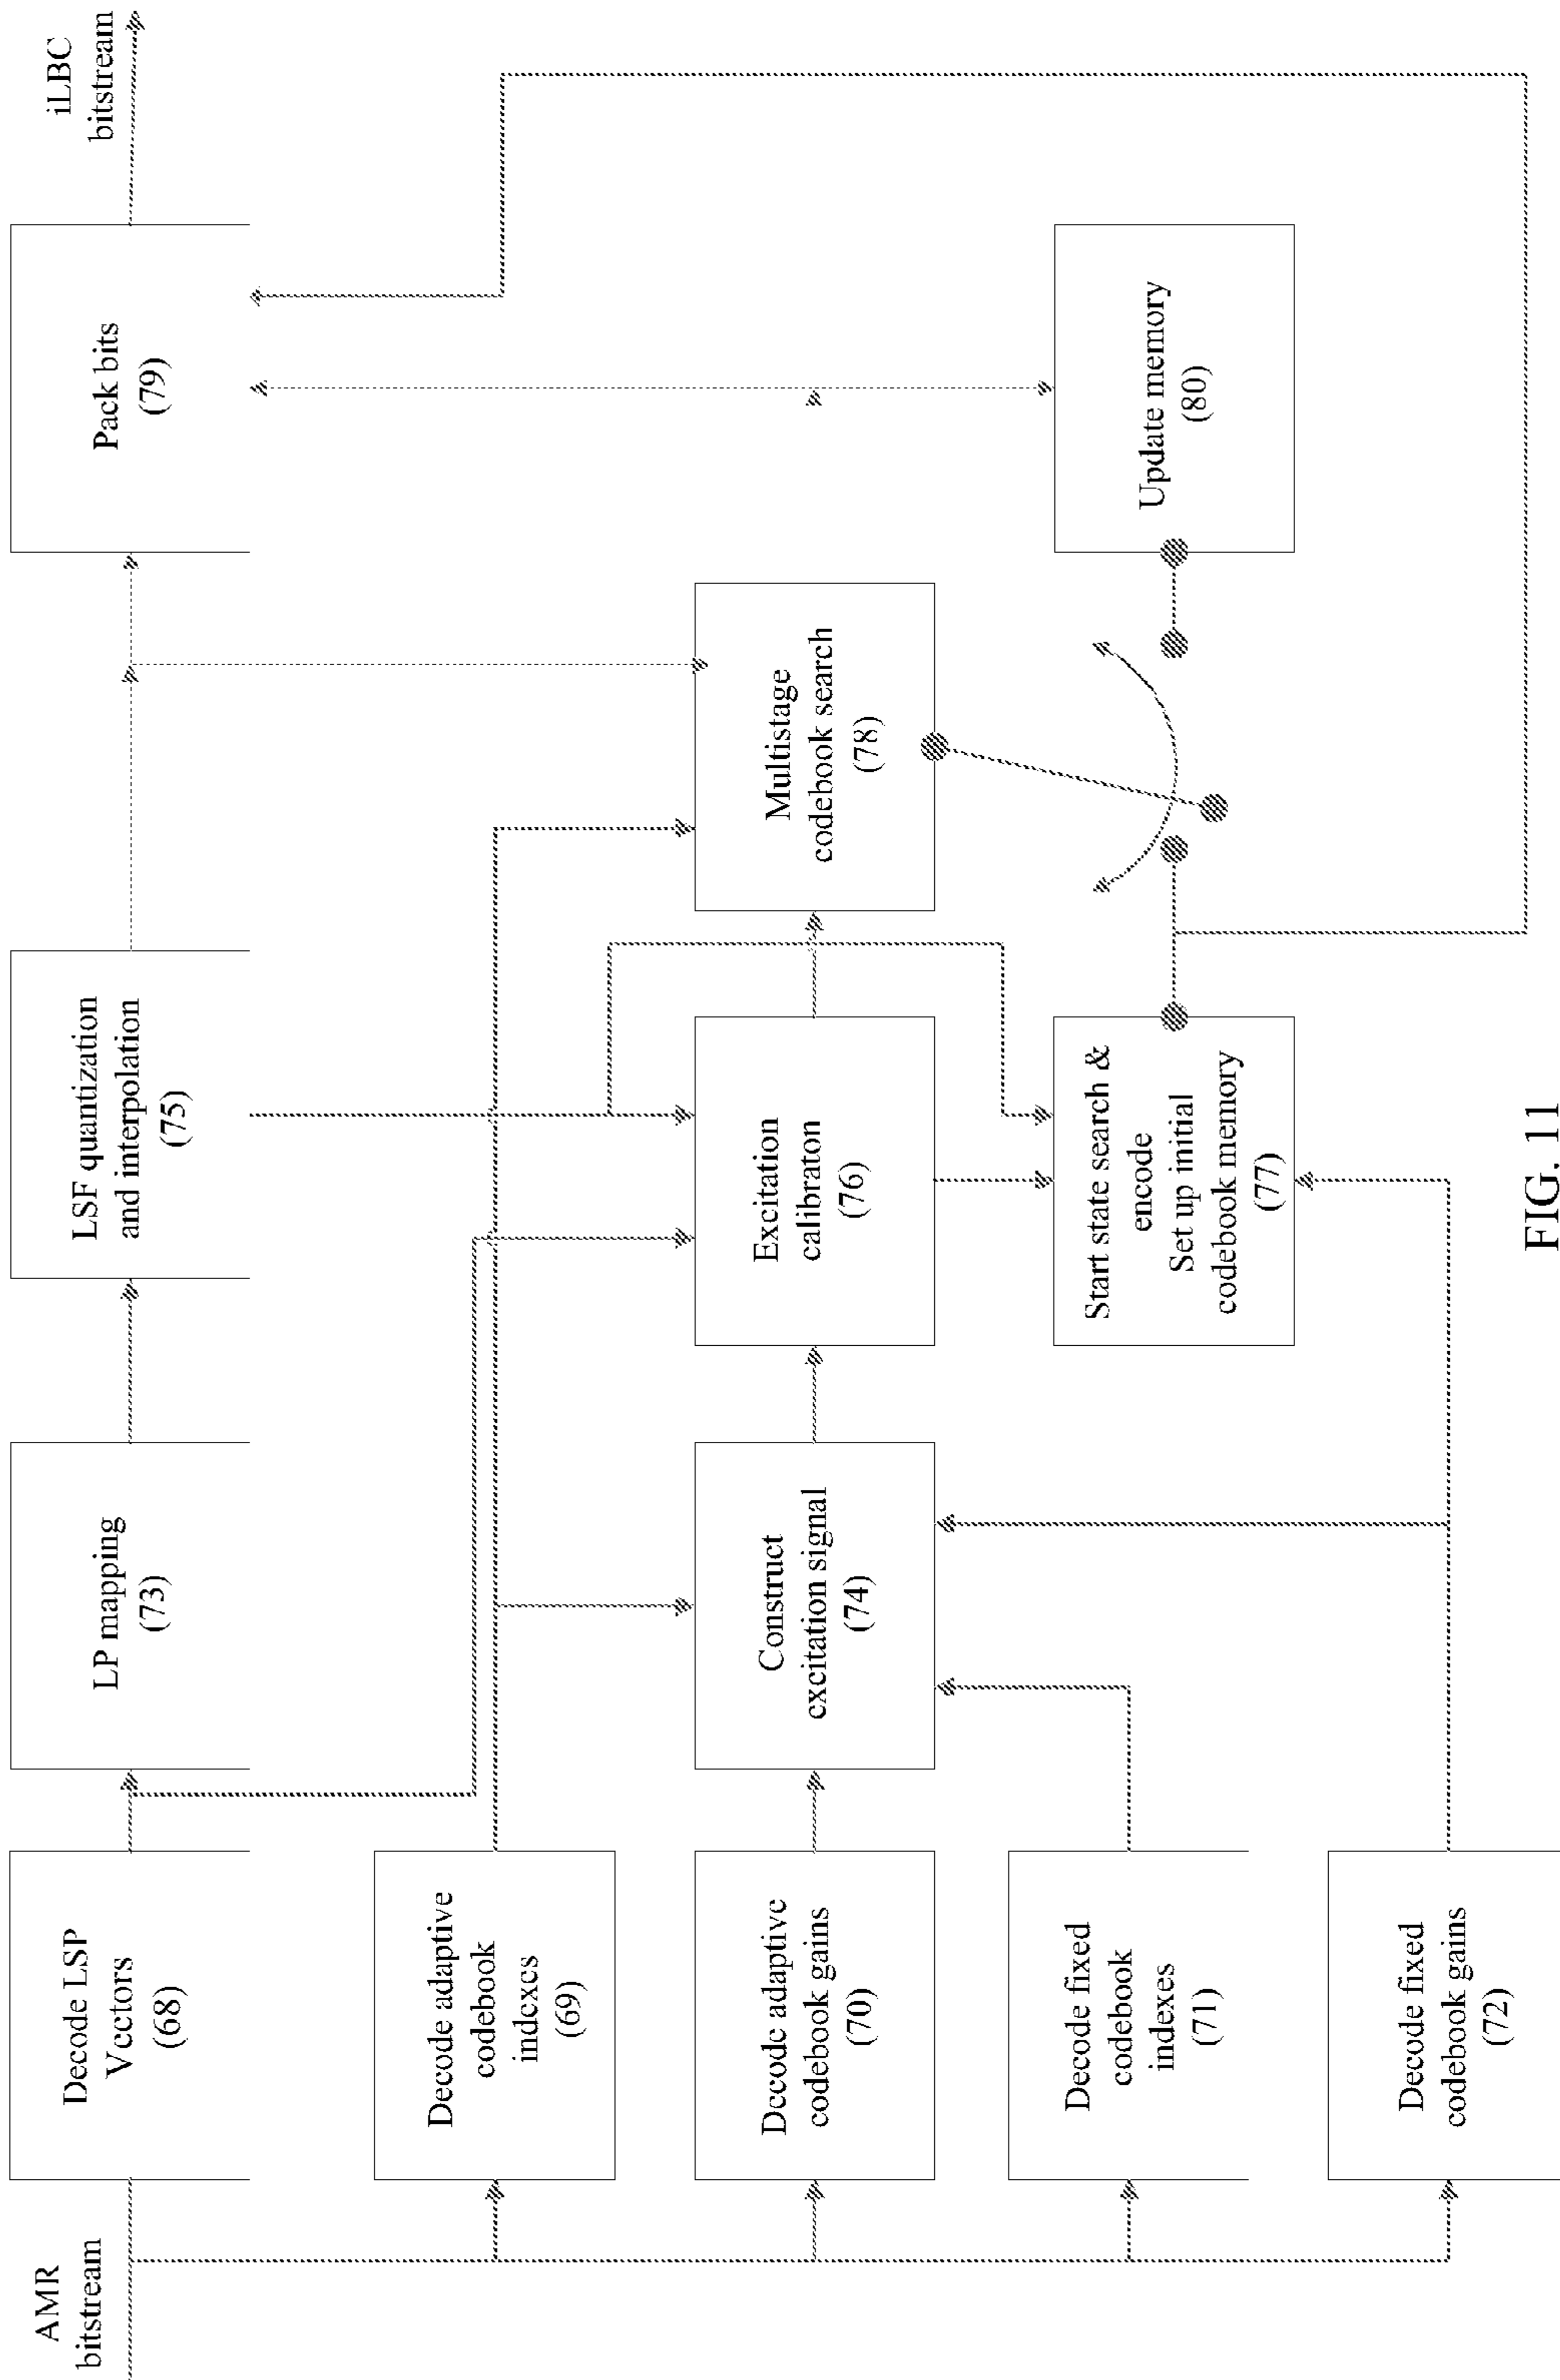 AMR
bitstream
Decode LSP
Vectors
(68)
LP mapping
(73)
LSF quantization
and interpolation
(75)
Pack bits
(79)
iLBC
bitstream
Decode adaptive
codebook
indexes
(69)
Decode adaptive
codebook gains
(70)
Construct
excitation signal
(74)
Excitation
calibraton
(76)
Multistage
codebook search
(78)
Decode fixed
codebook
indexes
(71)
Start state search &
encode
Set up initial
codebook memory
(77)
Update memory
(80)
Decode fixed
codebook gains
(72)
FIG. 11